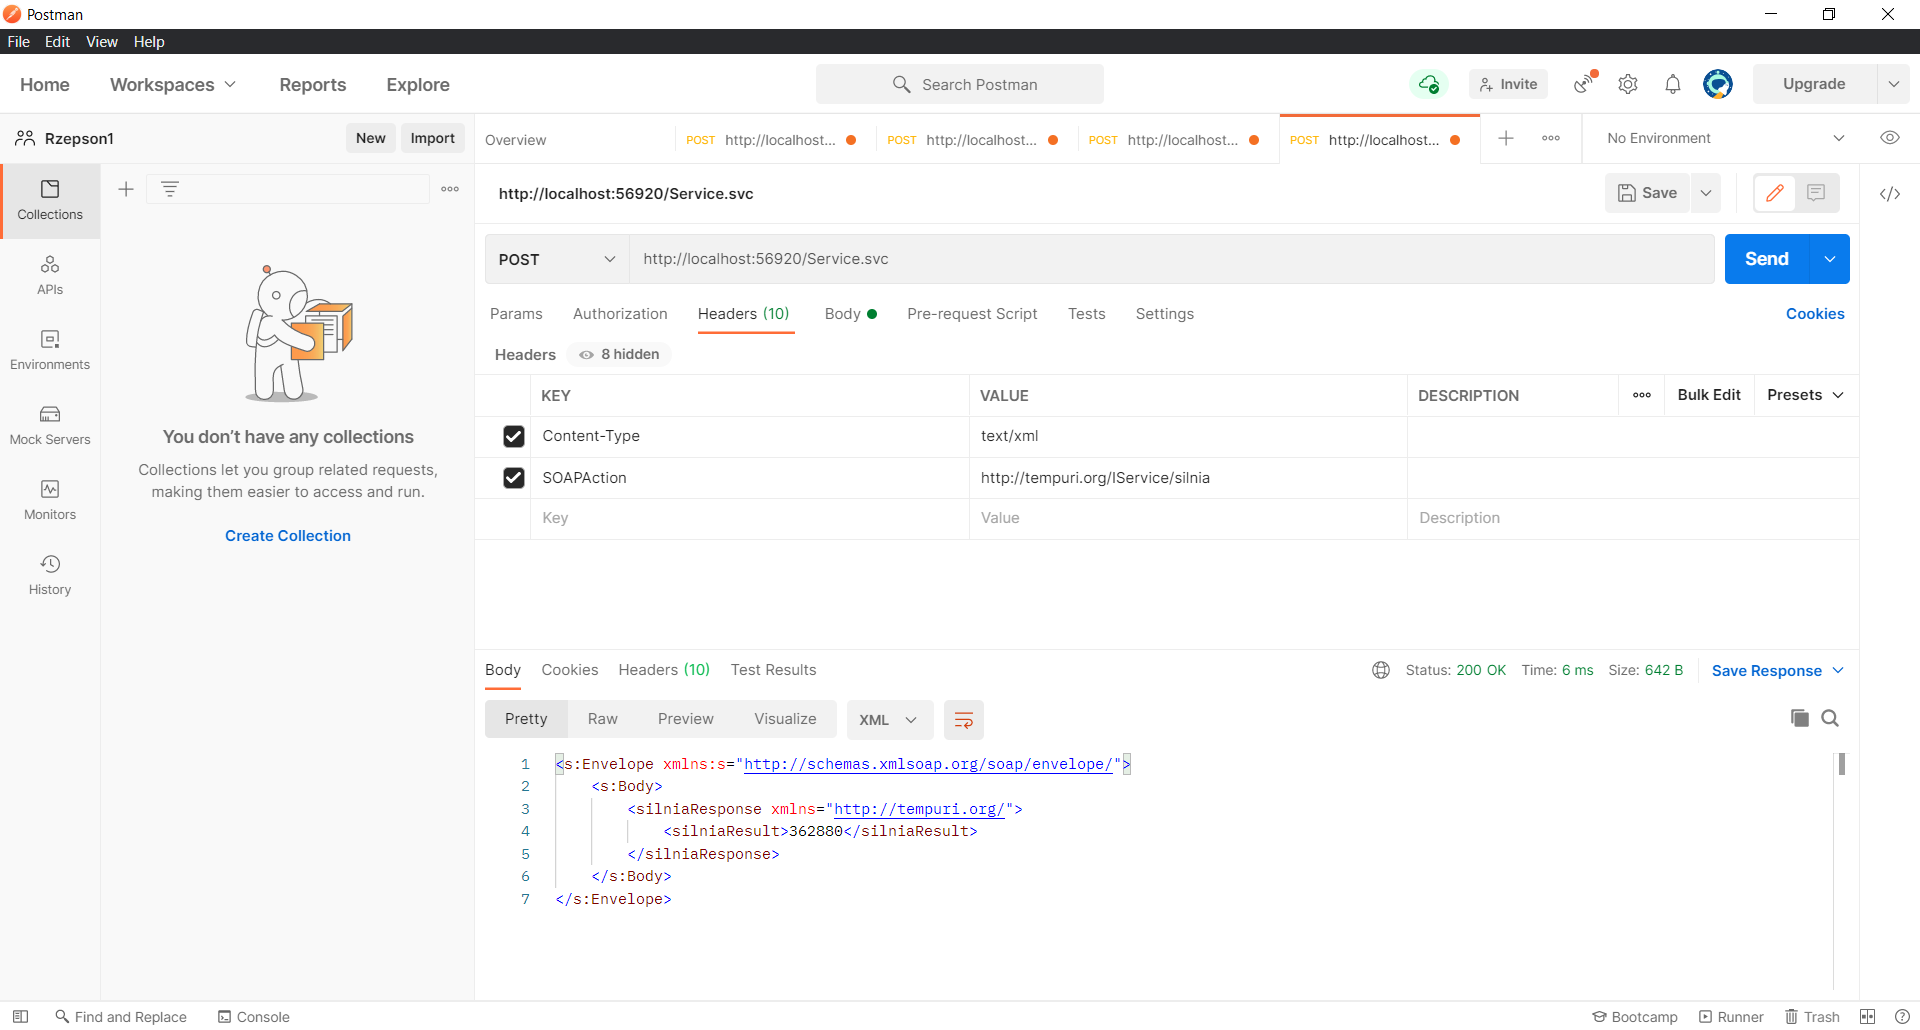 Postman
File Edit View Help
Home Workspaces Reports Explore Search Postman Invite Upgrade
Rzepson1 New Import Overview POST http://localhost... POST http://localhost... POST http://localhost... POST http://localhost... No Environment
Collections
APIs
Environments
Mock Servers
Monitors
History
You don’t have any collections
Collections let you group related requests,
making them easier to access and run.
Create Collection
http://localhost:56920/Service.svc Save
POST http://localhost:56920/Service.svc Send
Params Authorization Headers (10) Body Pre-request Script Tests Settings Cookies
Headers 8 hidden
KEY VALUE DESCRIPTION Bulk Edit Presets
Content-Type text/xml
SOAPAction http://tempuri.org/IService/silnia
Key Value Description
Body Cookies Headers (10) Test Results Status: 200 OK Time: 6 ms Size: 642 B Save Response
Pretty Raw Preview Visualize XML
1 <s:Envelope xmlns:s="http://schemas.xmlsoap.org/soap/envelope/">
2 <s:Body>
3 <silniaResponse xmlns="http://tempuri.org/">
4 <silniaResult>362880</silniaResult>
5 </silniaResponse>
6 </s:Body>
7 </s:Envelope>
Find and Replace Console Bootcamp Runner Trash